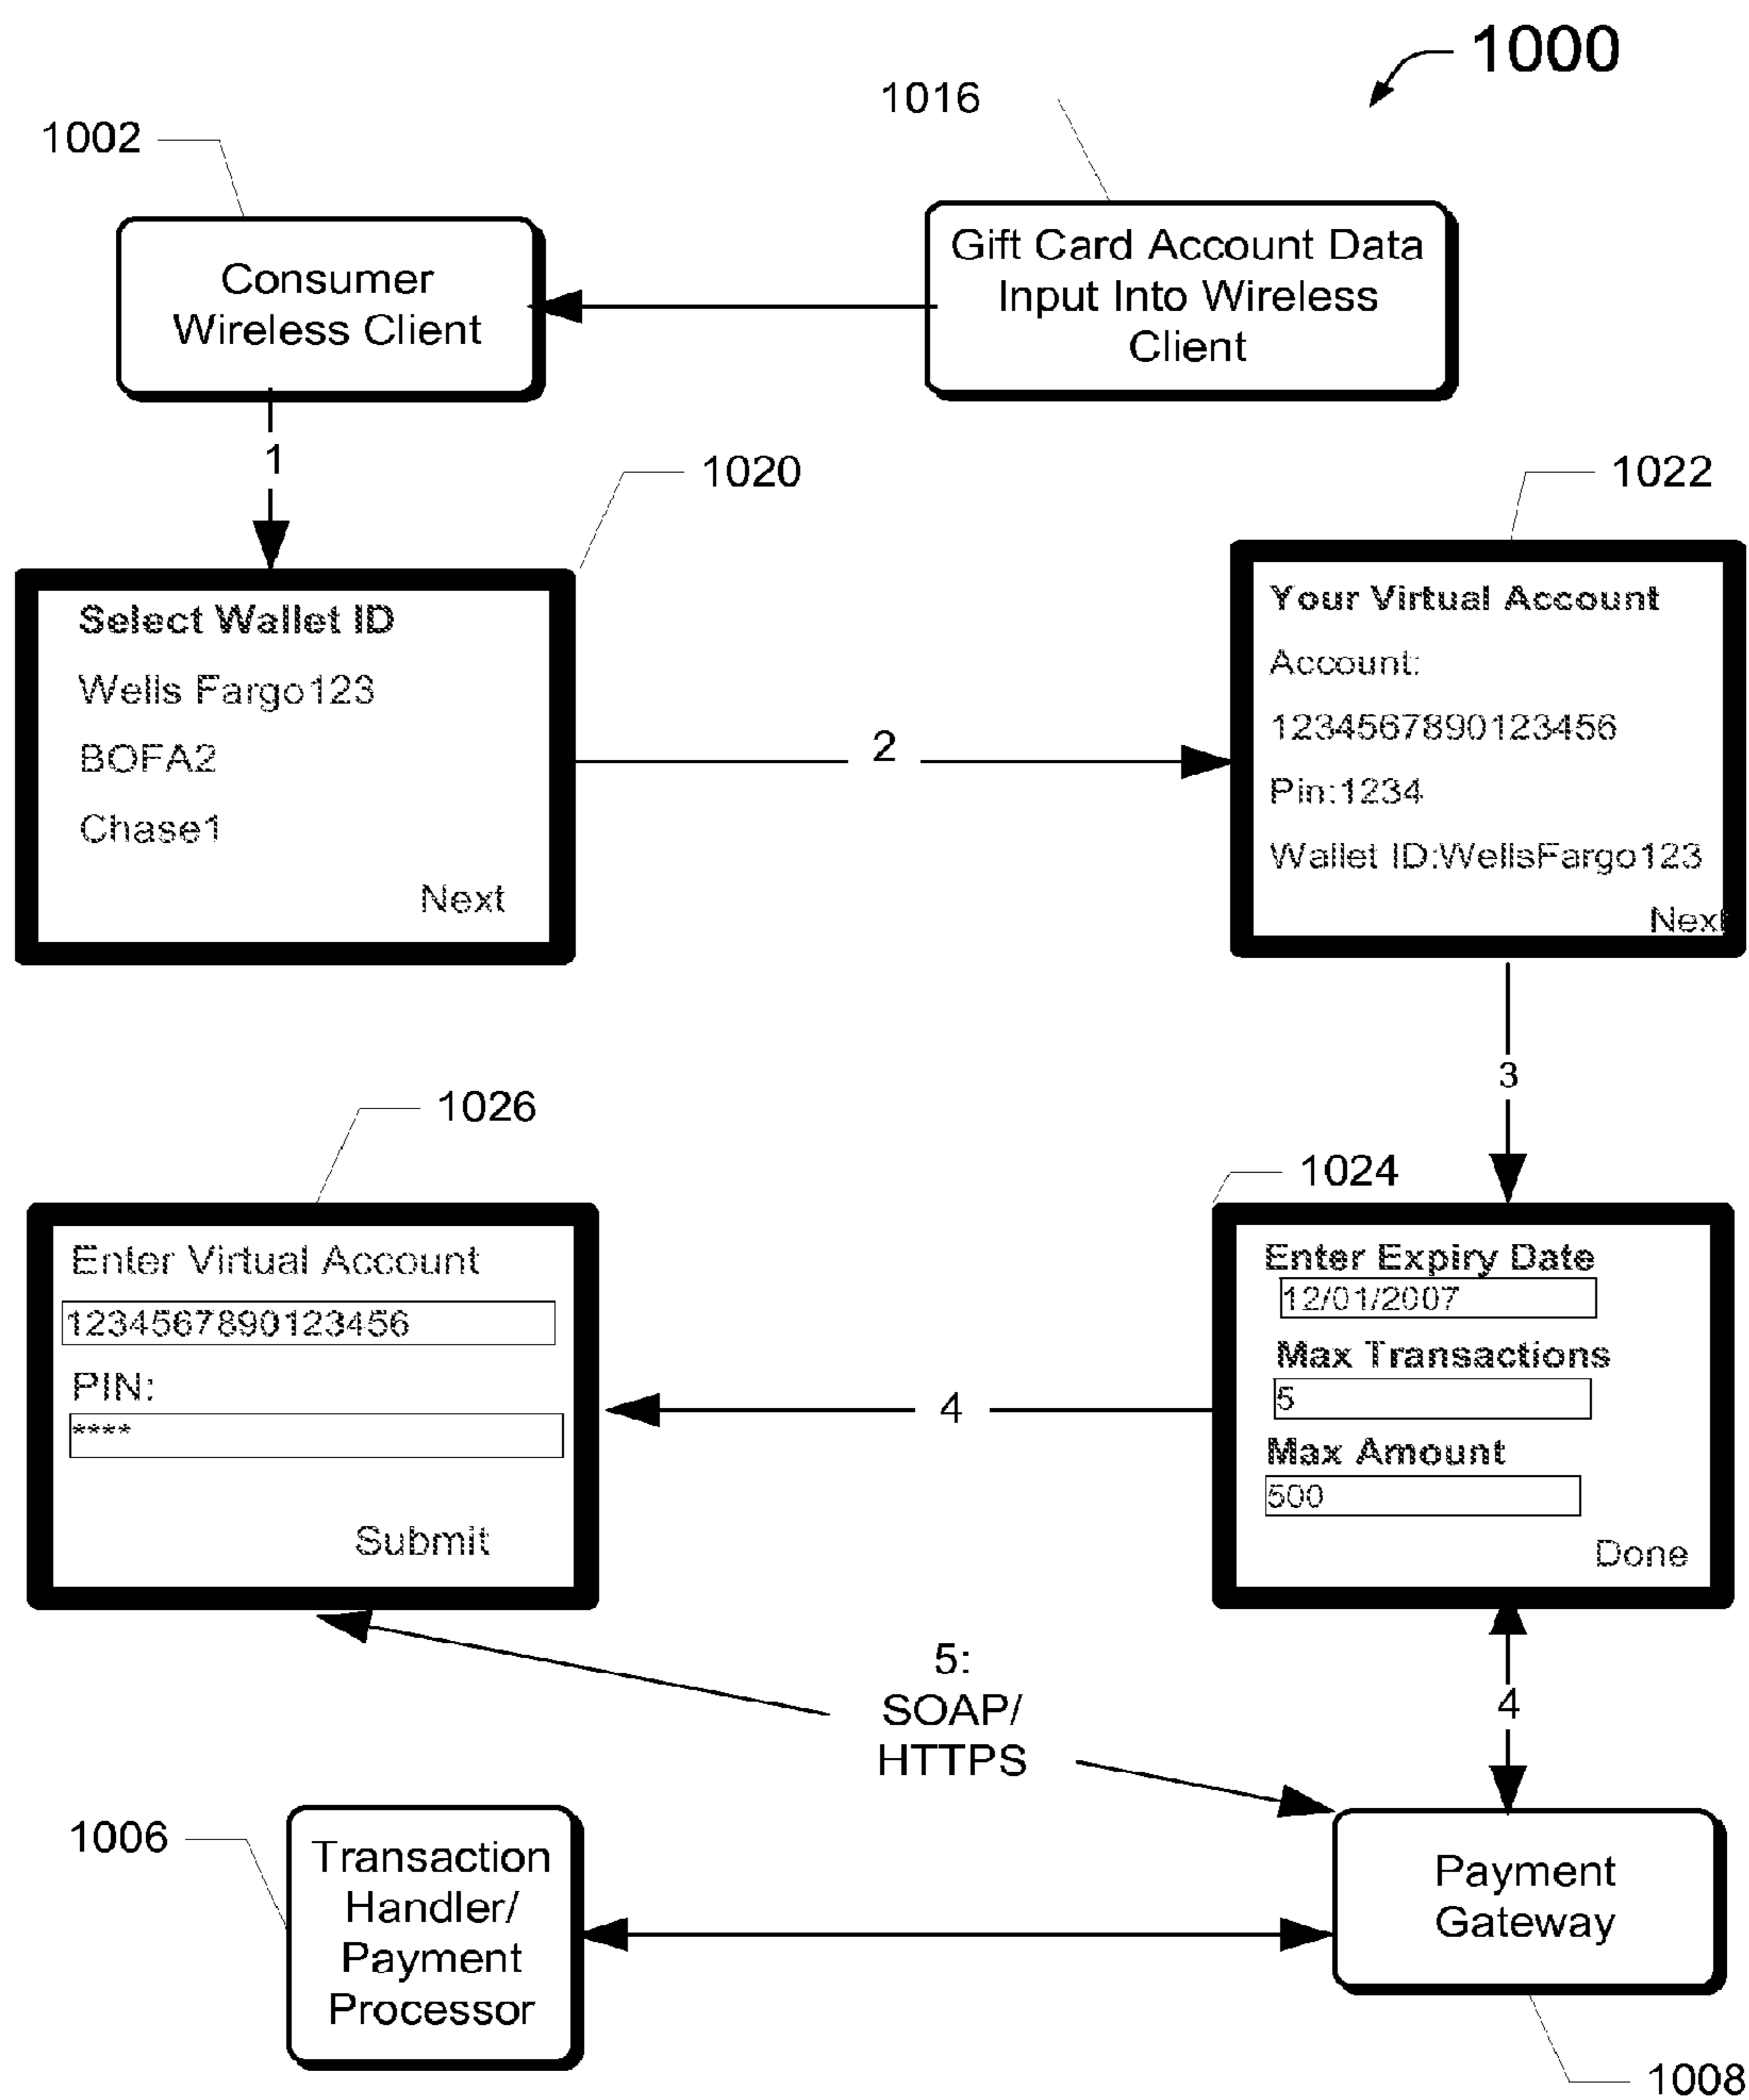 1000
1016
1002
Gift Card Account Data
Input Into Wireless
Client
Consumer
Wireless Client
1
1020
1022
Select Wallet ID
Wells Fargo123
BOFA2
Chase1
Next
2
Your Virtual Account
Account:
1234567890123456
Pin:1234
Wallet ID:WellsFargo123
Next
3
1026
1024
Enter Virtual Account
1234567890123456
PIN:
****
Submit
4
Enter Expiry Date
12/01/2007
Max Transactions
5
Max Amount
500
Done
5:
SOAP/
HTTPS
4
1006
Transaction
Handler/
Payment
Processor
Payment
Gateway
1008